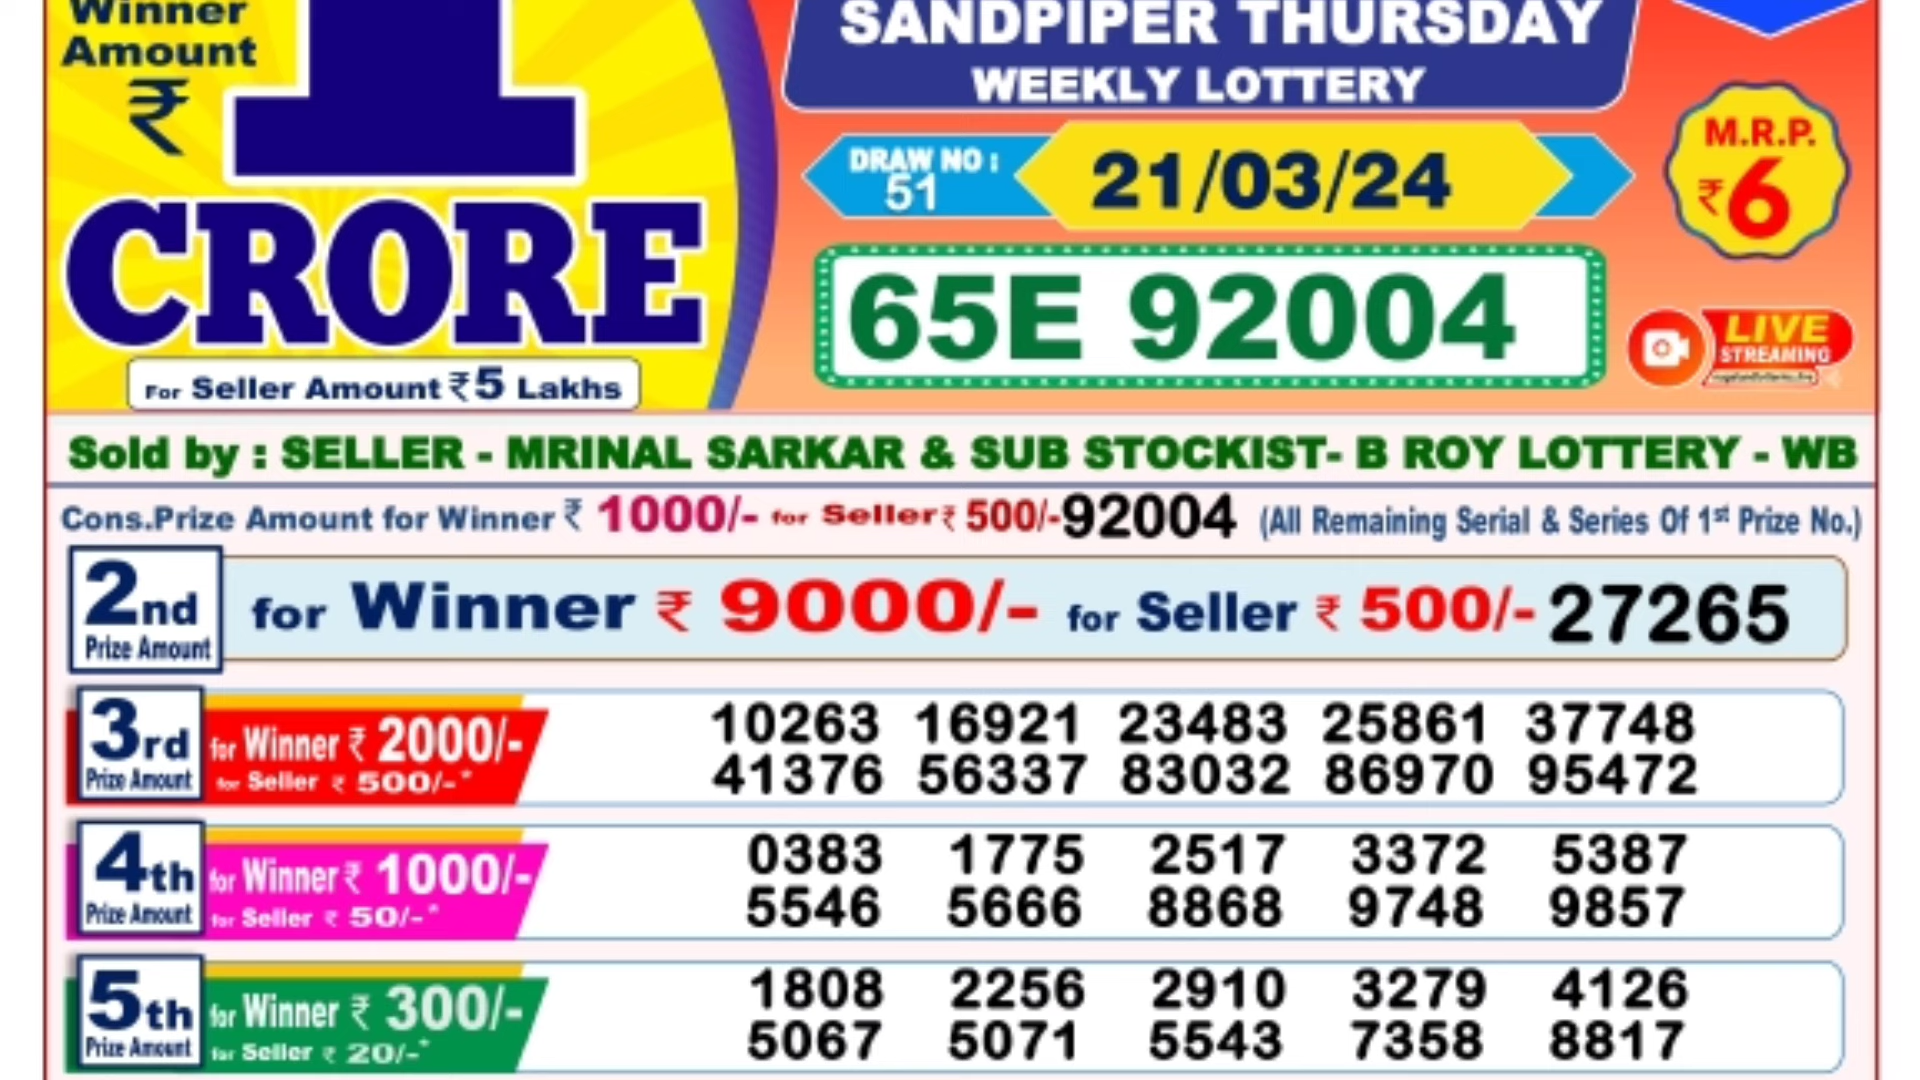 Winner
Amount
₹
1
CRORE
For Seller Amount ₹ 5 Lakhs
SANDPIPER THURSDAY
WEEKLY LOTTERY
DRAW NO :
51
21/03/24
M.R.P.
₹6
65E 92004
LIVE
STREAMING
Sold by : SELLER - MRINAL SARKAR & SUB STOCKIST- B ROY LOTTERY - WB
Cons.Prize Amount for Winner ₹ 1000/- for Seller ₹ 500/- 92004 (All Remaining Serial & Series Of 1st Prize No.)
2nd
Prize Amount
for Winner ₹ 9000/- for Seller ₹ 500/- 27265
3rd
Prize Amount
for Winner ₹ 2000/-
for Seller ₹ 500/-*
10263 16921 23483 25861 37748
41376 56337 83032 86970 95472
4th
Prize Amount
for Winner ₹ 1000/-
for Seller ₹ 50/-*
0383 1775 2517 3372 5387
5546 5666 8868 9748 9857
5th
Prize Amount
for Winner ₹ 300/-
for Seller ₹ 20/-*
1808 2256 2910 3279 4126
5067 5071 5543 7358 8817